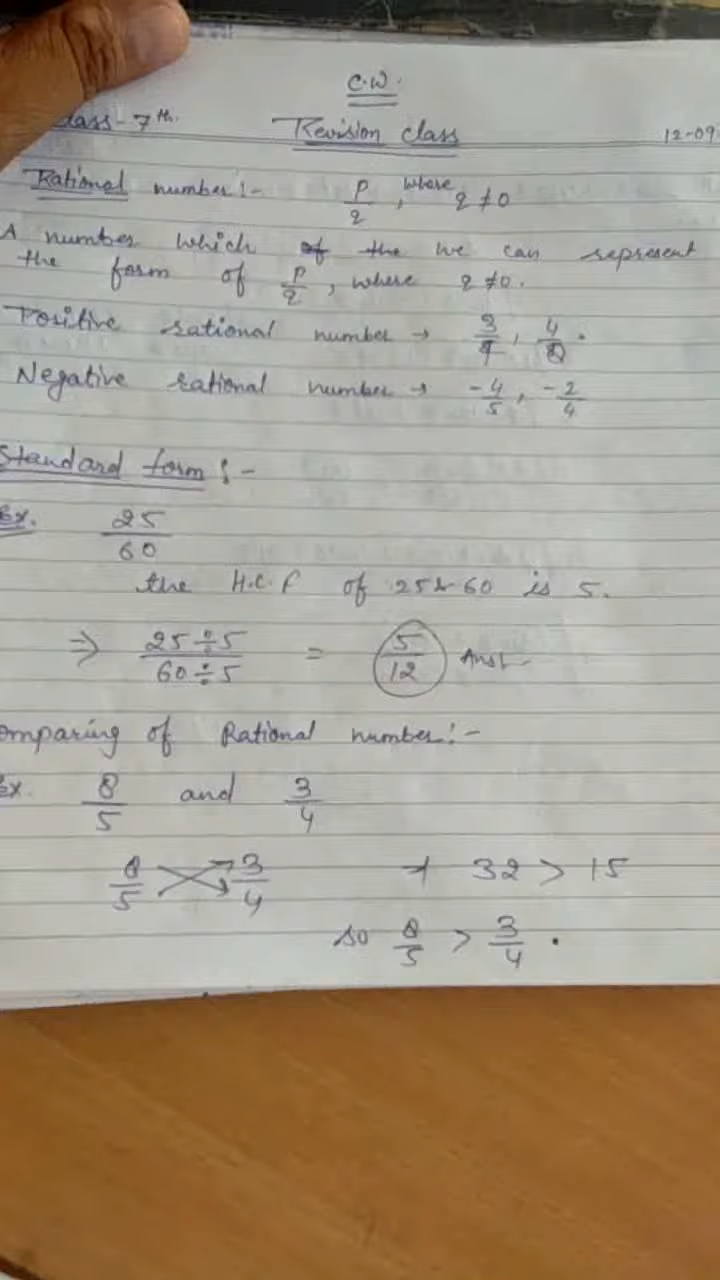 C.W.
Class - 7th. Revision class 12-09
Rational number :- p/q, where q ≠ 0
A number which of the we can represent
the form of p/q, where q ≠ 0.
Positive rational number → 3/4, 4/8.
Negative rational number → -4/5, -2/4
Standard form :-
Ex. 25/60
the H.C.F of 25 & 60 is 5.
⇒ 25÷5/60÷5 = 5/12 Ans
omparing of Rational number :-
Ex. 8/5 and 3/4
8/5 3/4 → 32 > 15
so 8/5 > 3/4.